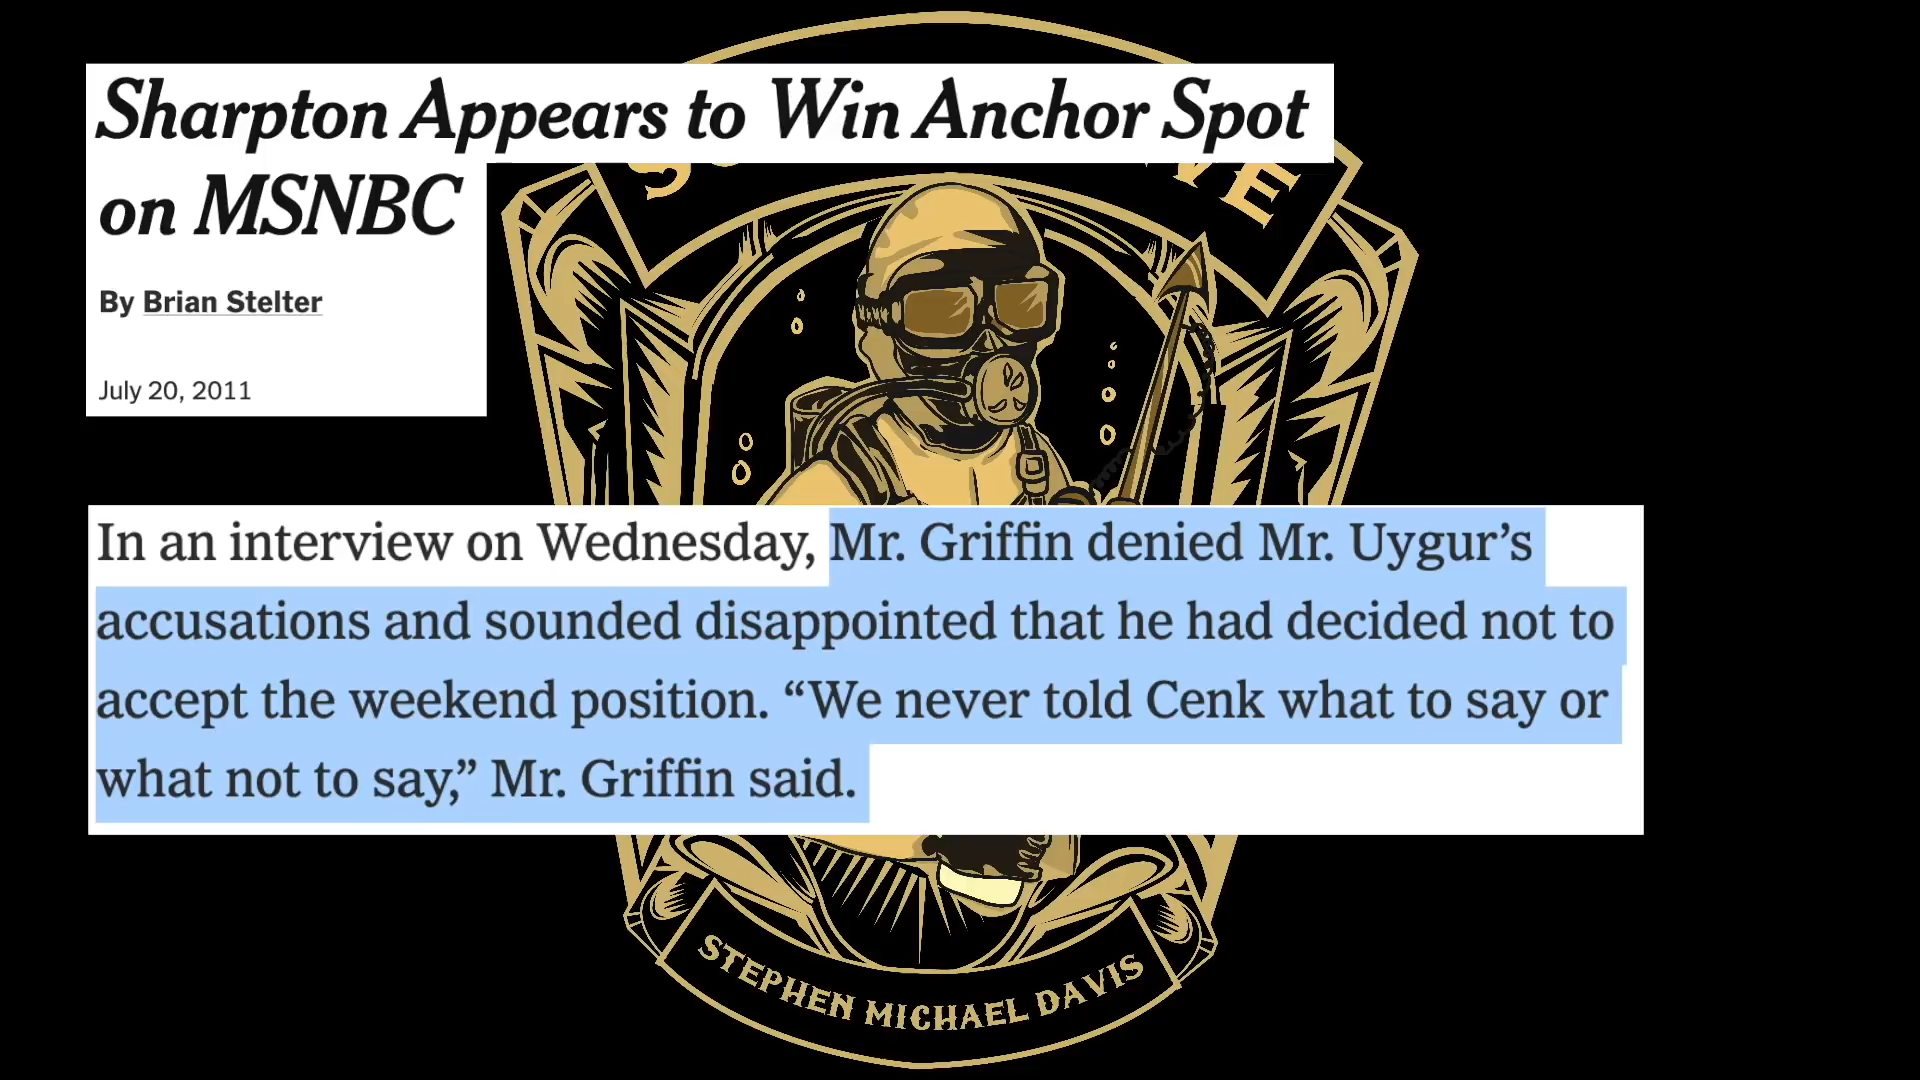 Sharpton Appears to Win Anchor Spot
on MSNBC
By Brian Stelter
July 20, 2011
In an interview on Wednesday, Mr. Griffin denied Mr. Uygur’s
accusations and sounded disappointed that he had decided not to
accept the weekend position. “We never told Cenk what to say or
what not to say,” Mr. Griffin said.
STEPHEN MICHAEL DAVIS